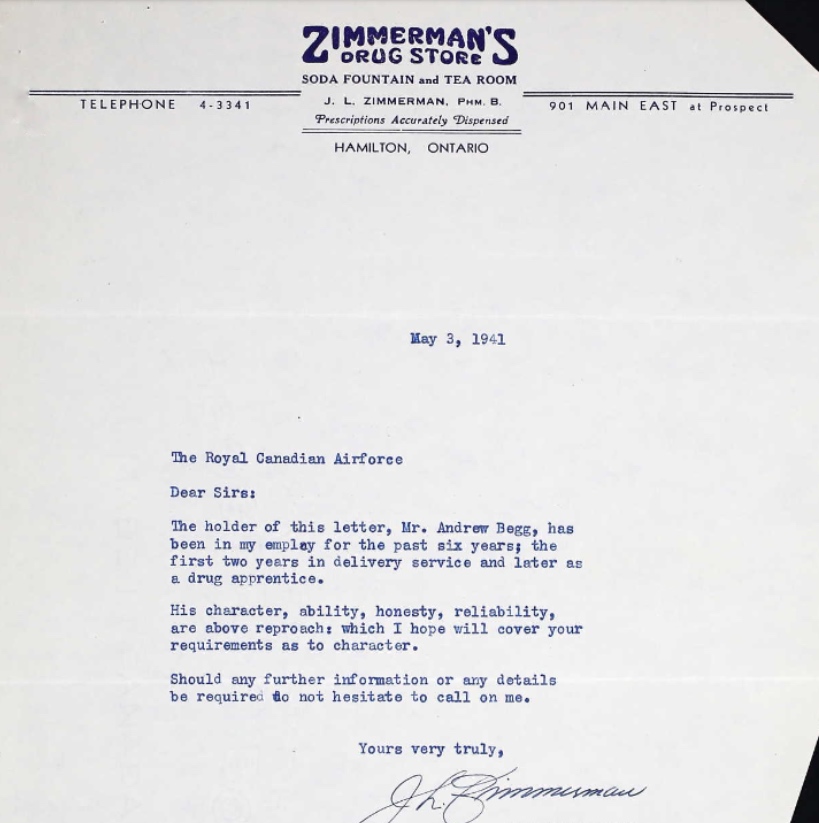 ZIMMERMAN'S
DRUG STORE
SODA FOUNTAIN and TEA ROOM
TELEPHONE 4-3341
J. L. ZIMMERMAN, PHM. B.
901 MAIN EAST at Prospect
Prescriptions Accurately Dispensed
HAMILTON, ONTARIO
May 3, 1941
The Royal Canadian Airforce
Dear Sirs:
The holder of this letter, Mr. Andrew Begg, has
been in my employ for the past six years; the
first two years in delivery service and later as
a drug apprentice.
His character, ability, honesty, reliability,
are above reproach: which I hope will cover your
requirements as to character.
Should any further information or any details
be required do not hesitate to call on me.
Yours very truly,
J. L. Zimmerman